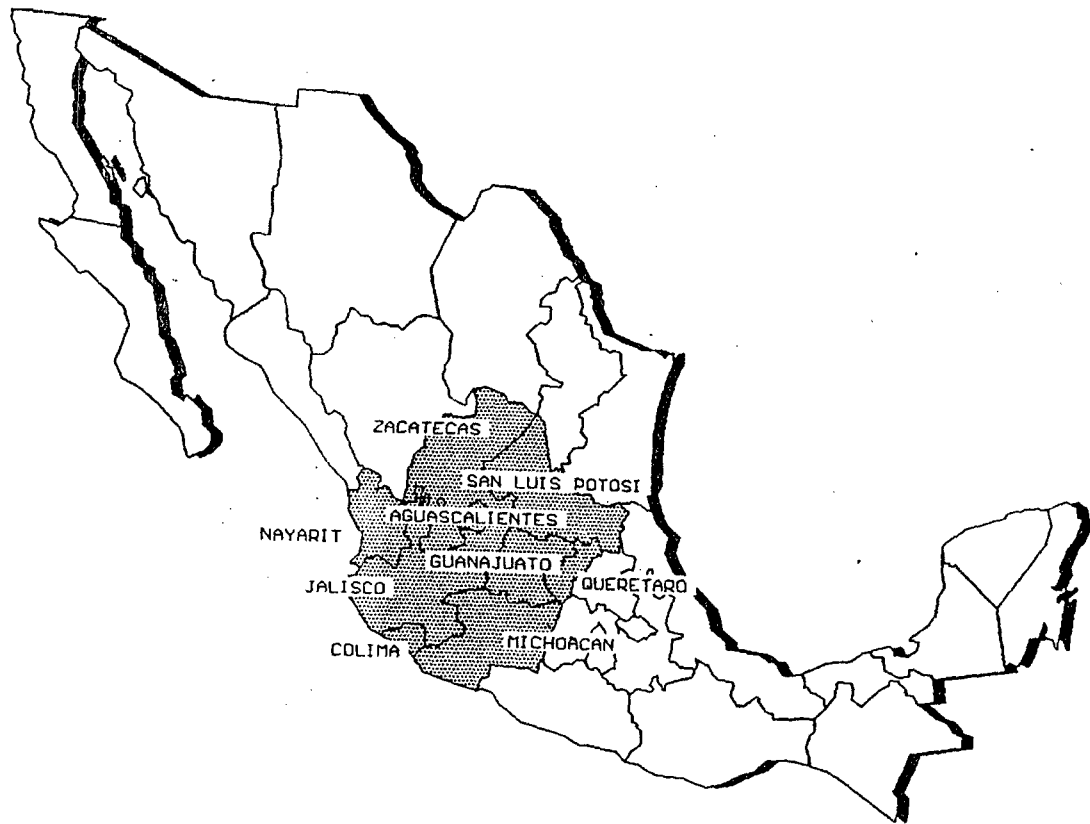 ZACATECAS
SAN LUIS POTOSI
AGUASCALIENTES
NAYARIT
GUANAJUATO
JALISCO
QUERETARO
MICHOACAN
COLIMA